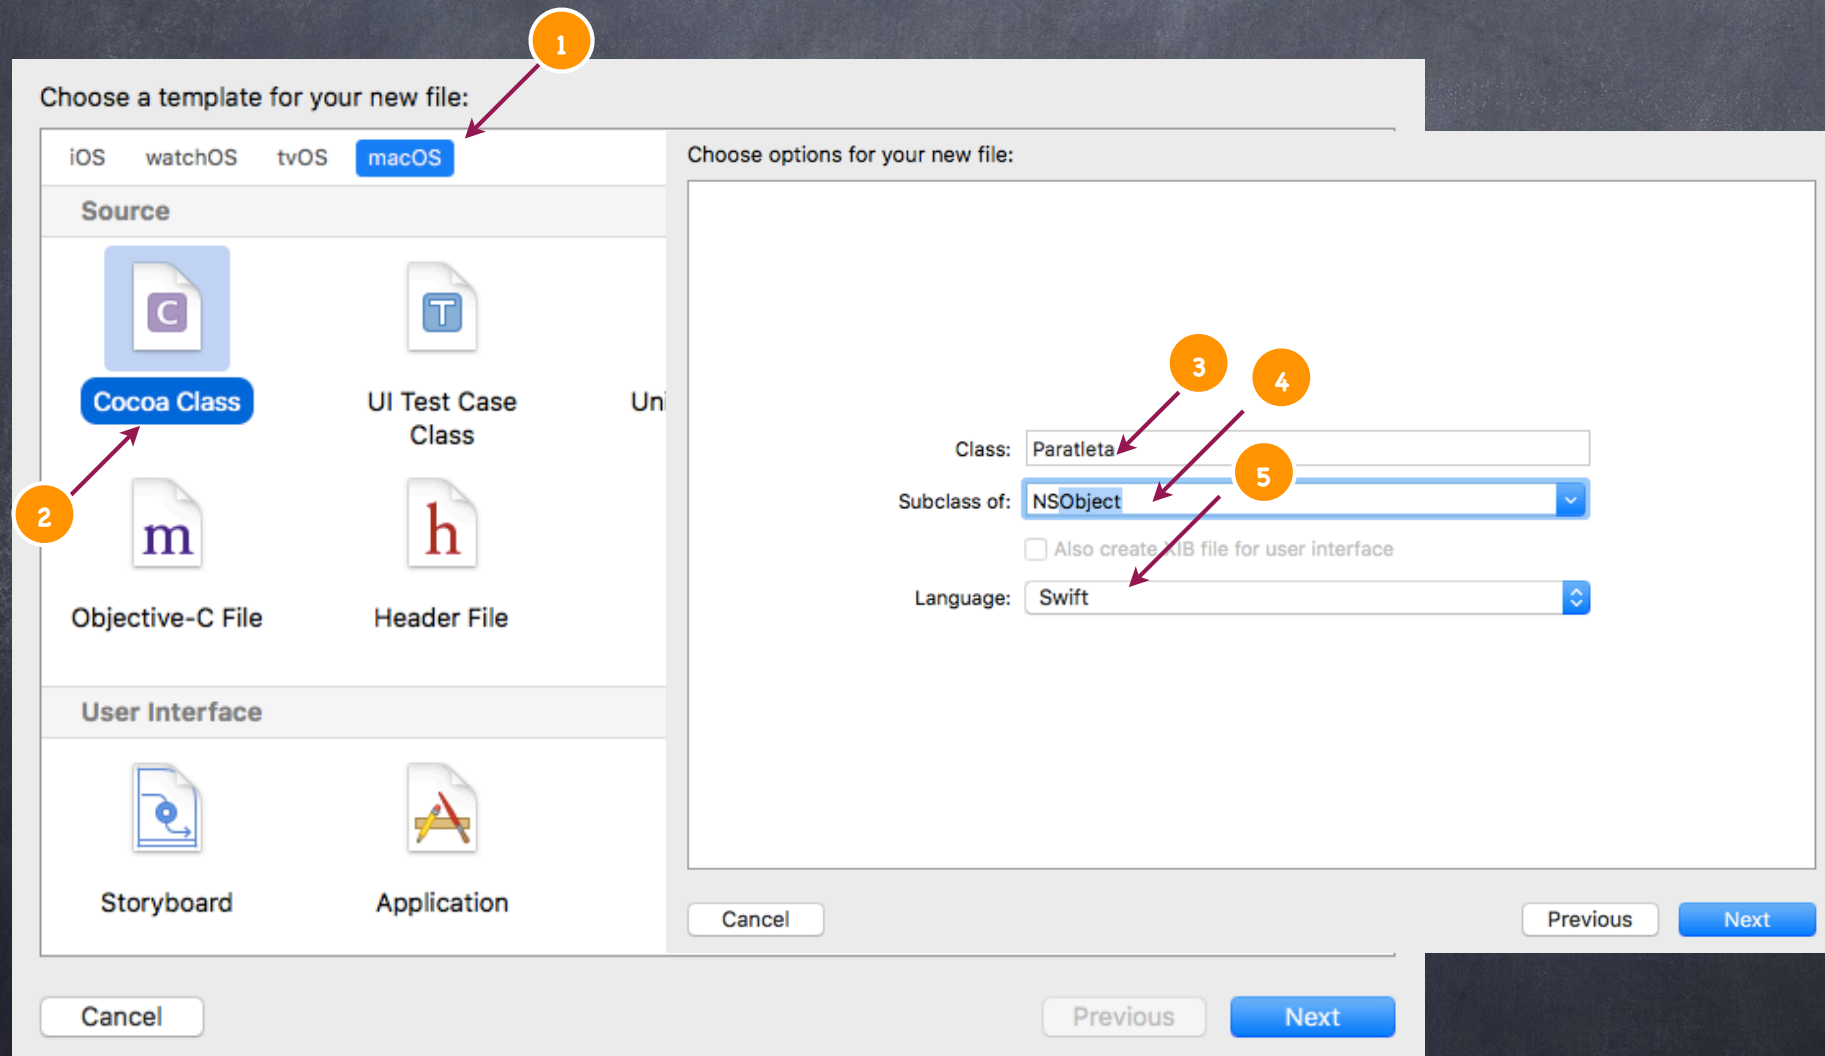 1
Choose a template for your new file:
iOS watchOS tvOS macOS
Source
C
T
Cocoa Class
UI Test Case
Class
Uni
2
m
h
Objective-C File
Header File
User Interface
Storyboard
Application
Cancel
Previous
Next
Choose options for your new file:
3
4
Class: Paratleta
5
Subclass of: NSObject
Also create XIB file for user interface
Language: Swift
Cancel
Previous
Next